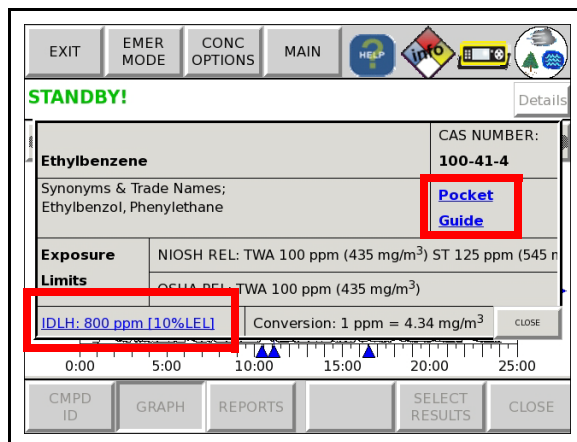 EXIT
EMER
MODE
CONC
OPTIONS
MAIN
HELP
info
STANDBY!
Details
Ethylbenzene
CAS NUMBER:
100-41-4
Synonyms & Trade Names;
Ethylbenzol, Phenylethane
Pocket
Guide
Exposure
Limits
NIOSH REL: TWA 100 ppm (435 mg/m³) ST 125 ppm (545 m
OSHA PEL: TWA 100 ppm (435 mg/m³)
IDLH: 800 ppm [10%LEL]
Conversion: 1 ppm = 4.34 mg/m³
CLOSE
0:00 5:00 10:00 15:00 20:00 25:00
CMPD
ID
GRAPH
REPORTS
SELECT
RESULTS
CLOSE